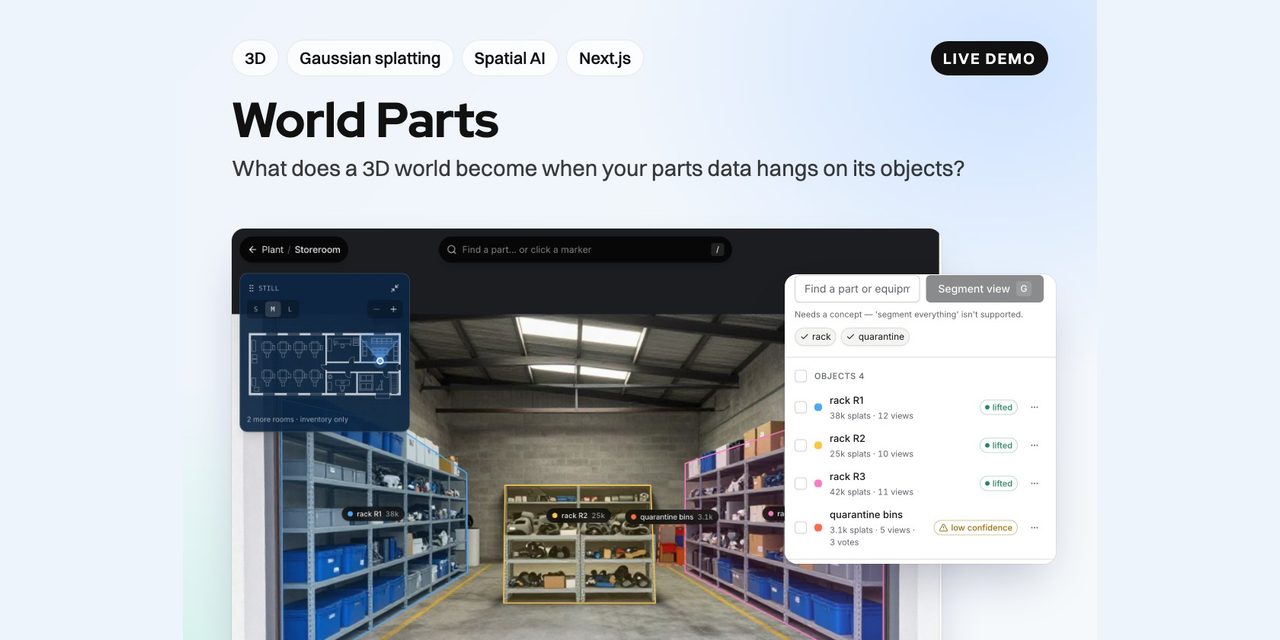 3D
Gaussian splatting
Spatial AI
Next.js
LIVE DEMO
World Parts
What does a 3D world become when your parts data hangs on its objects?
Plant / Storeroom
Find a part... or click a marker
/
STILL
S M L
2 more rooms · inventory only
rack R1 38k
rack R2 25k
quarantine bins 3.1k
Find a part or equipm
Segment view G
Needs a concept — 'segment everything' isn't supported.
rack
quarantine
OBJECTS 4
rack R1
38k splats · 12 views
lifted
rack R2
25k splats · 10 views
lifted
rack R3
42k splats · 11 views
lifted
quarantine bins
3.1k splats · 5 views ·
3 votes
low confidence